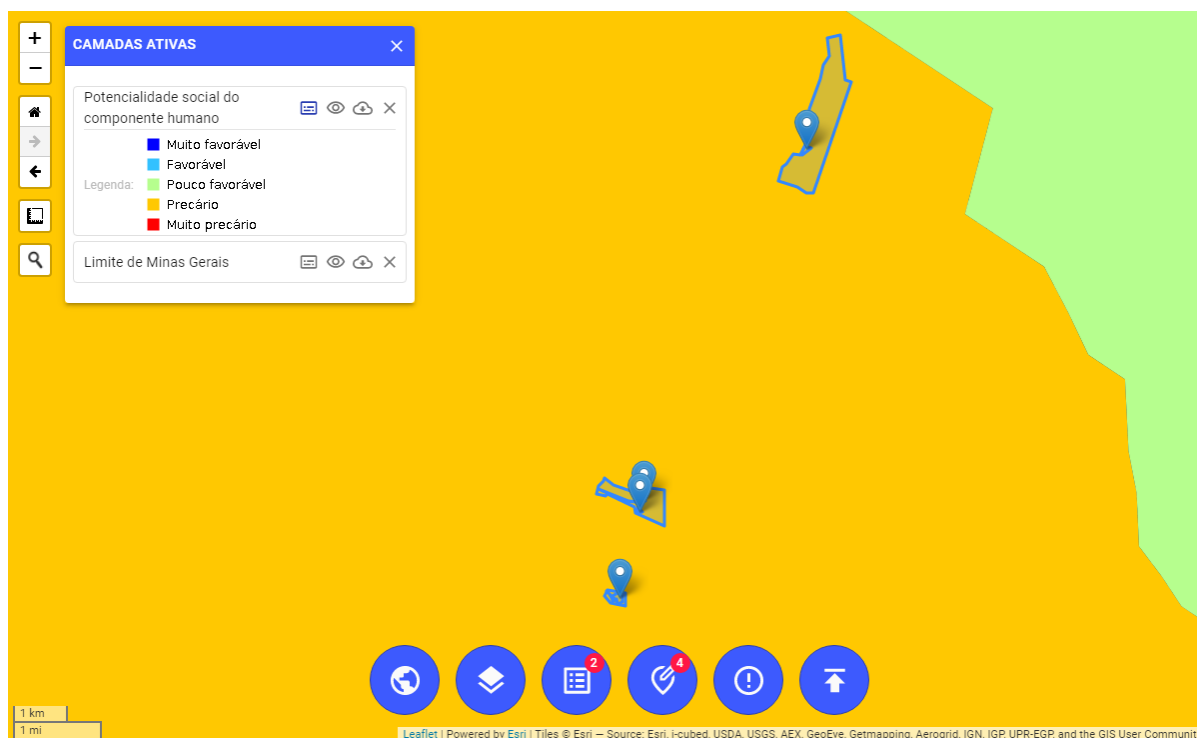 +
−
CAMADAS ATIVAS
Potencialidade social do
componente humano
Legenda:
Muito favorável
Favorável
Pouco favorável
Precário
Muito precário
Limite de Minas Gerais
2
4
1 km
1 mi
Leaflet | Powered by Esri | Tiles © Esri — Source: Esri, i-cubed, USDA, USGS, AEX, GeoEye, Getmapping, Aerogrid, IGN, IGP, UPR-EGP, and the GIS User Communit